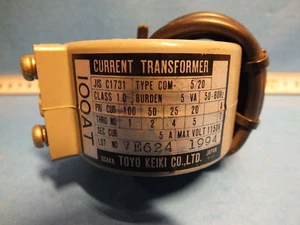 CURRENT TRANSFORMER
JIS C1731 TYPE COM- 5 20
CLASS 1.0 BURDEN 5 VA 50-60Hz
PRI CUR 100 50 25 20
THRU NO 1 2 4 5
SEC CUR 5 A MAX VOLT 1150V
LOT NO VE624 1994
OSAKA TOYO KEIKI CO.,LTD. JAPAN
100AT